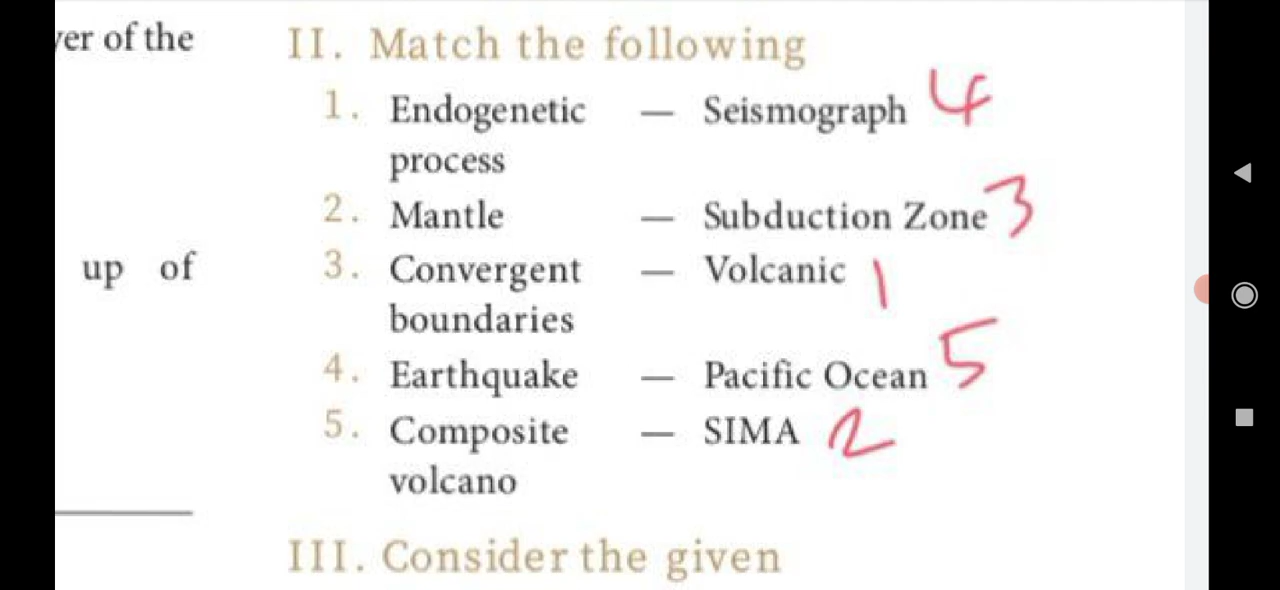 yer of the
up of
II. Match the following
1. Endogenetic process — Seismograph 4
2. Mantle — Subduction Zone 3
3. Convergent boundaries — Volcanic 1
4. Earthquake — Pacific Ocean 5
5. Composite volcano — SIMA 2
III. Consider the given